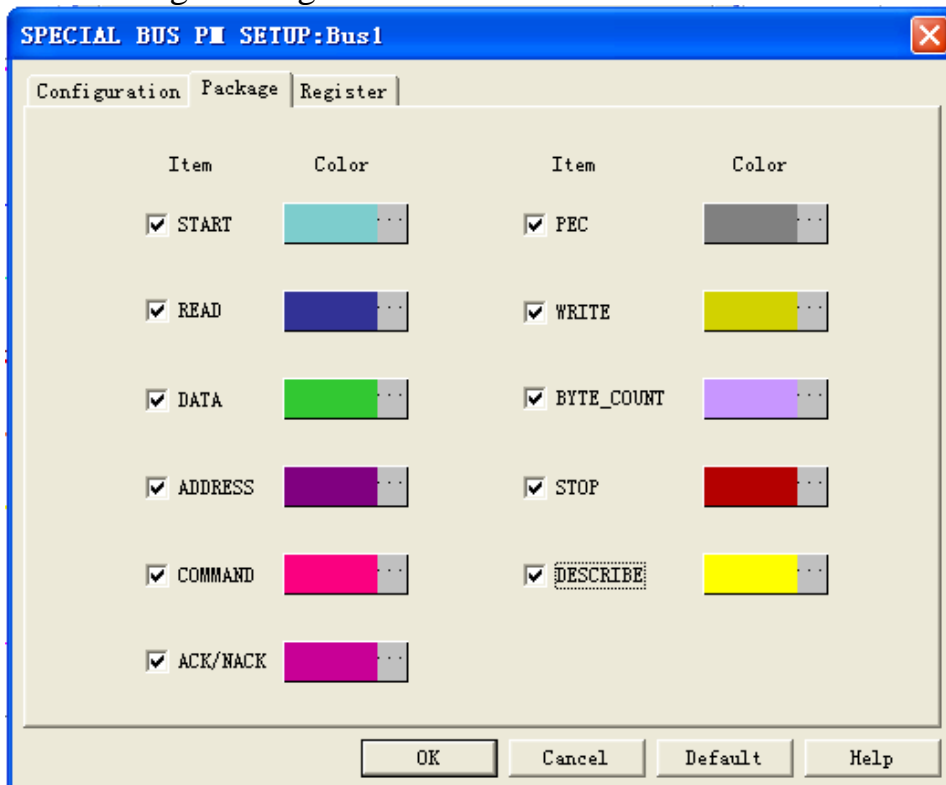 SPECIAL BUS PM SETUP:Bus1
Configuration Package Register
Item Color Item Color
START ... PEC ...
READ ... WRITE ...
DATA ... BYTE_COUNT ...
ADDRESS ... STOP ...
COMMAND ... DESCRIBE ...
ACK/NACK ...
OK Cancel Default Help